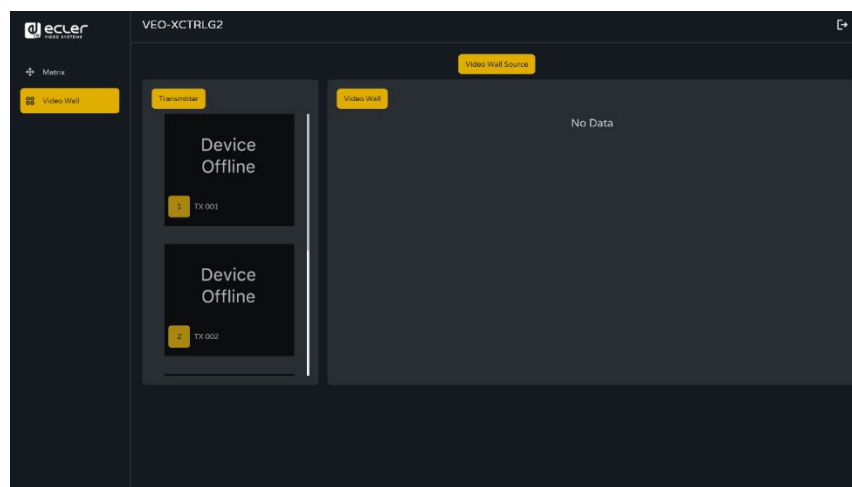 ecler
VIDEO SYSTEMS
VEO-XCTRLG2
Matrix
Video Wall
Video Wall Source
Transmitter
Device
Offline
1 TX 001
Device
Offline
2 TX 002
Video Wall
No Data